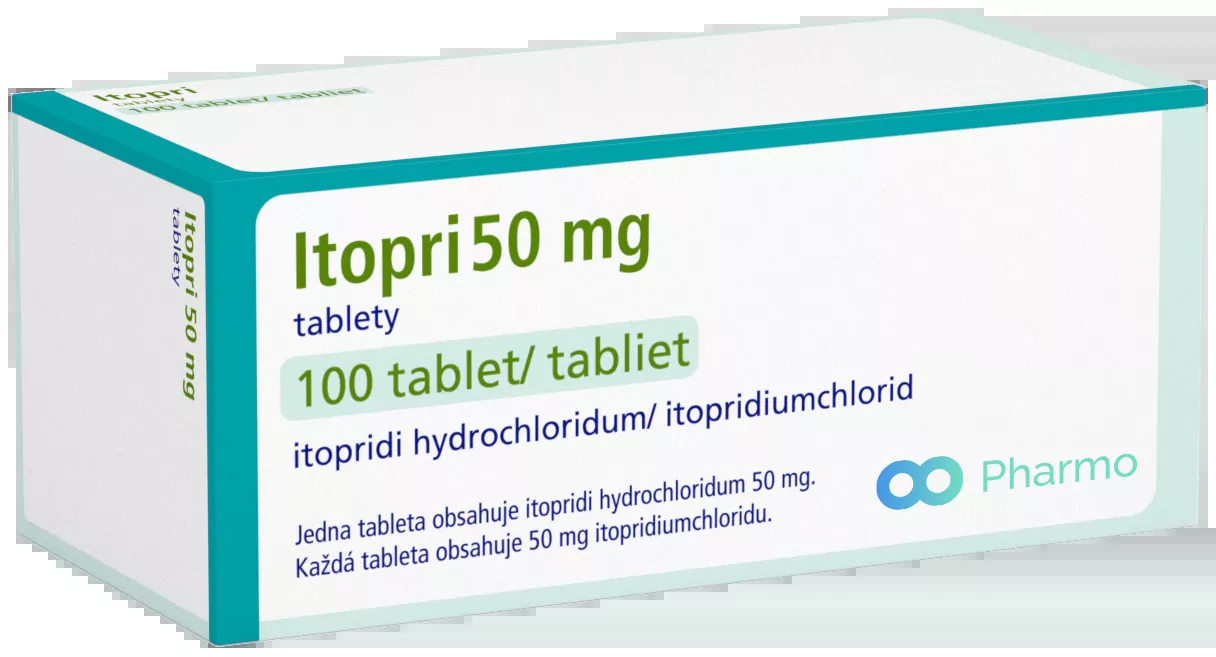 Itopri
tablety
100 tablet/ tabliet
Itopri 50 mg
tablety
Itopri 50 mg
tablety
100 tablet/ tabliet
itopridi hydrochloridum/ itopridiumchlorid
Jedna tableta obsahuje itopridi hydrochloridum 50 mg.
Každá tableta obsahuje 50 mg itopridiumchloridu.
Pharmo